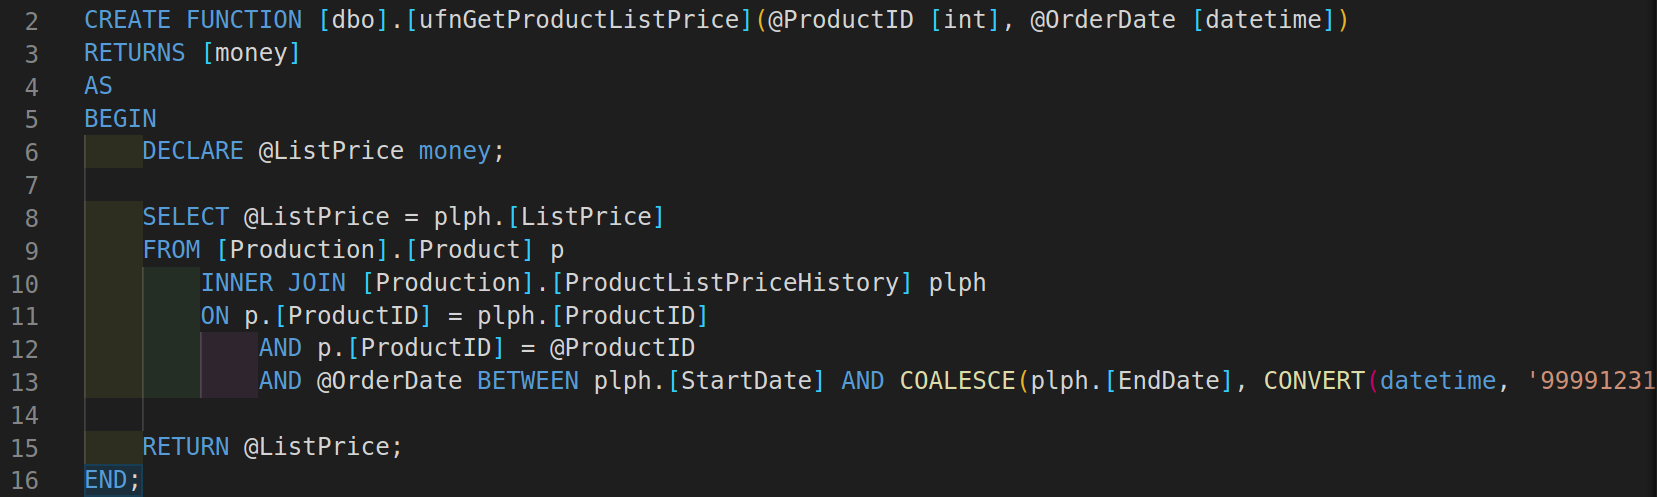 2 CREATE FUNCTION [dbo].[ufnGetProductListPrice](@ProductID [int], @OrderDate [datetime])
3 RETURNS [money]
4 AS
5 BEGIN
6     DECLARE @ListPrice money;
7
8     SELECT @ListPrice = plph.[ListPrice]
9     FROM [Production].[Product] p
10         INNER JOIN [Production].[ProductListPriceHistory] plph
11         ON p.[ProductID] = plph.[ProductID]
12             AND p.[ProductID] = @ProductID
13             AND @OrderDate BETWEEN plph.[StartDate] AND COALESCE(plph.[EndDate], CONVERT(datetime, '99991231
14
15     RETURN @ListPrice;
16 END;